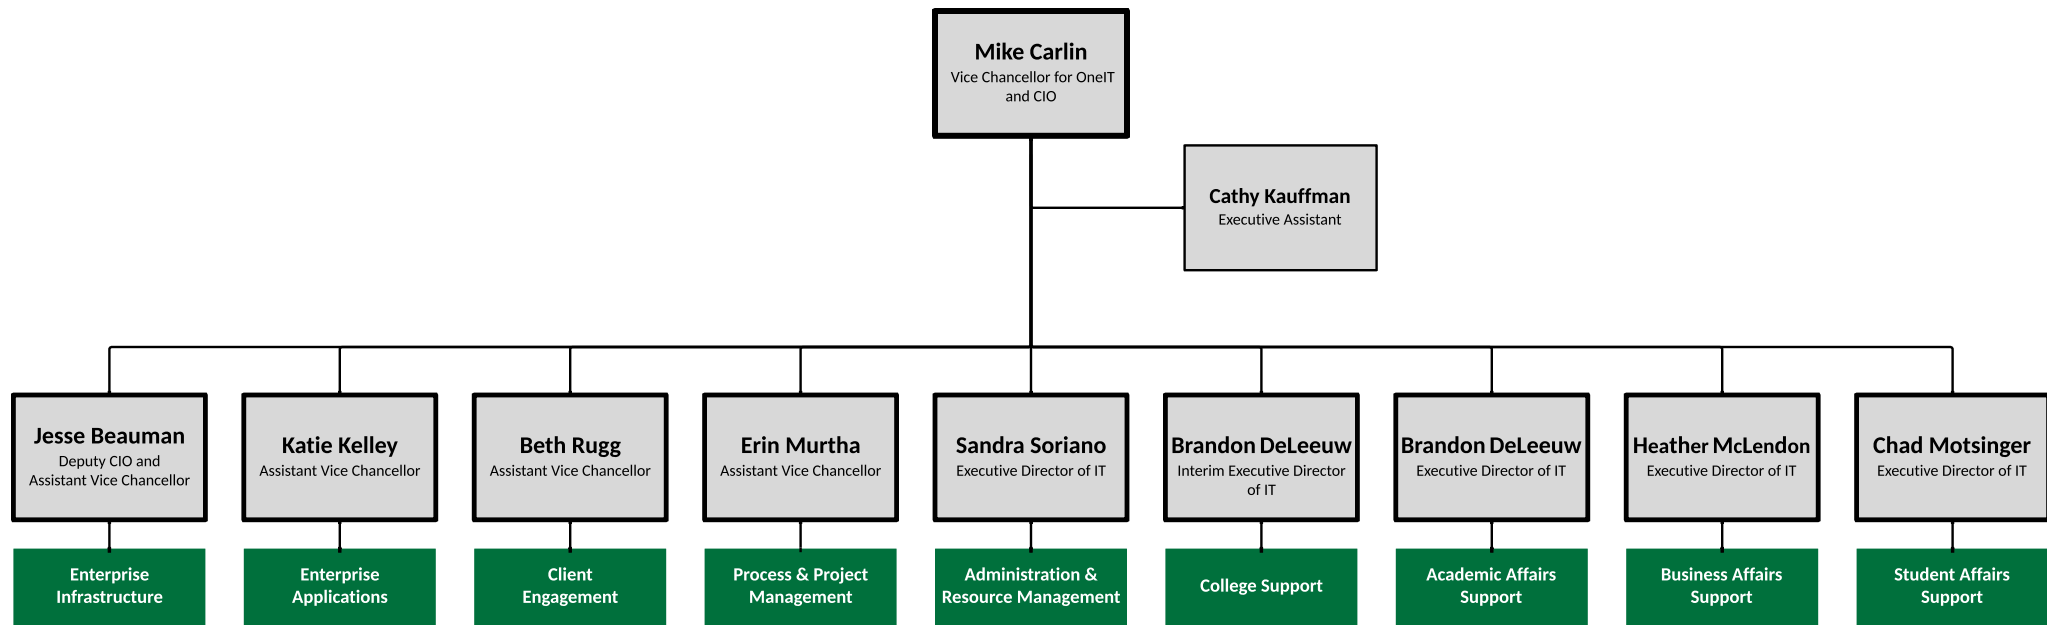 Mike Carlin
Vice Chancellor for OneIT
and CIO
Cathy Kauffman
Executive Assistant
Jesse Beauman
Deputy CIO and
Assistant Vice Chancellor
Katie Kelley
Assistant Vice Chancellor
Beth Rugg
Assistant Vice Chancellor
Erin Murtha
Assistant Vice Chancellor
Sandra Soriano
Executive Director of IT
Brandon DeLeeuw
Interim Executive Director
of IT
Brandon DeLeeuw
Executive Director of IT
Heather McLendon
Executive Director of IT
Chad Motsinger
Executive Director of IT
Enterprise
Infrastructure
Enterprise
Applications
Client
Engagement
Process & Project
Management
Administration &
Resource Management
College Support
Academic Affairs
Support
Business Affairs
Support
Student Affairs
Support